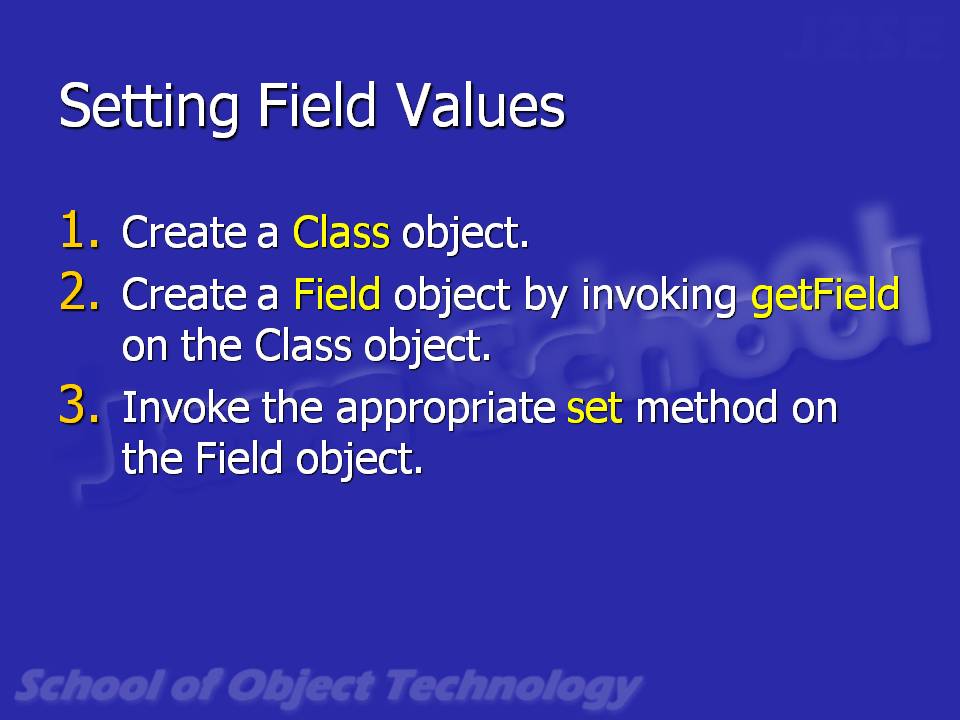 J2SE
Setting Field Values
1. Create a Class object.
2. Create a Field object by invoking getField
on the Class object.
3. Invoke the appropriate set method on
the Field object.
School of Object Technology